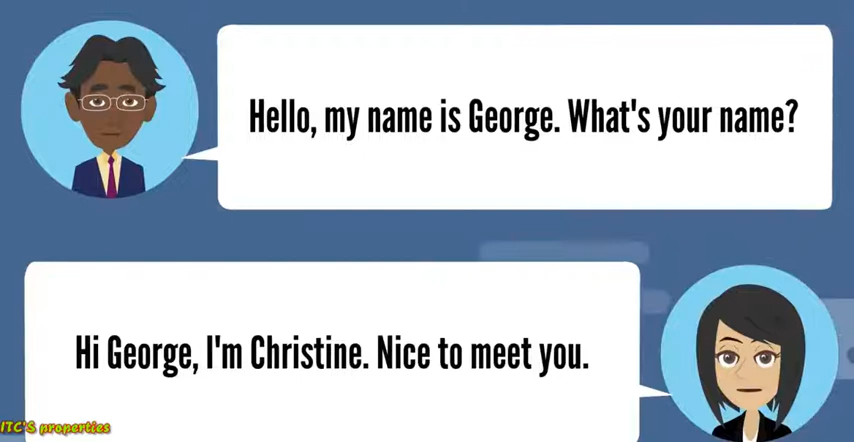 Hello, my name is George. What's your name?
Hi George, I'm Christine. Nice to meet you.
ITC'S properties